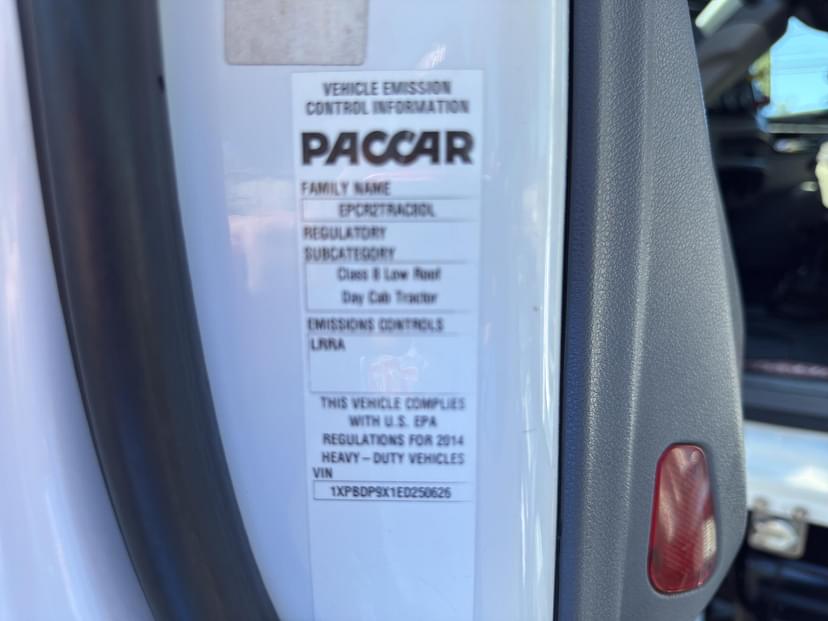 VEHICLE EMISSION
CONTROL INFORMATION
PACCAR
FAMILY NAME
EPCR2TRAC8DL
REGULATORY
SUBCATEGORY
Class 8 Low Roof
Day Cab Tractor
EMISSIONS CONTROLS
LRRA
THIS VEHICLE COMPLIES
WITH U.S. EPA
REGULATIONS FOR 2014
HEAVY-DUTY VEHICLES
VIN
1XPBDP9X1ED250626